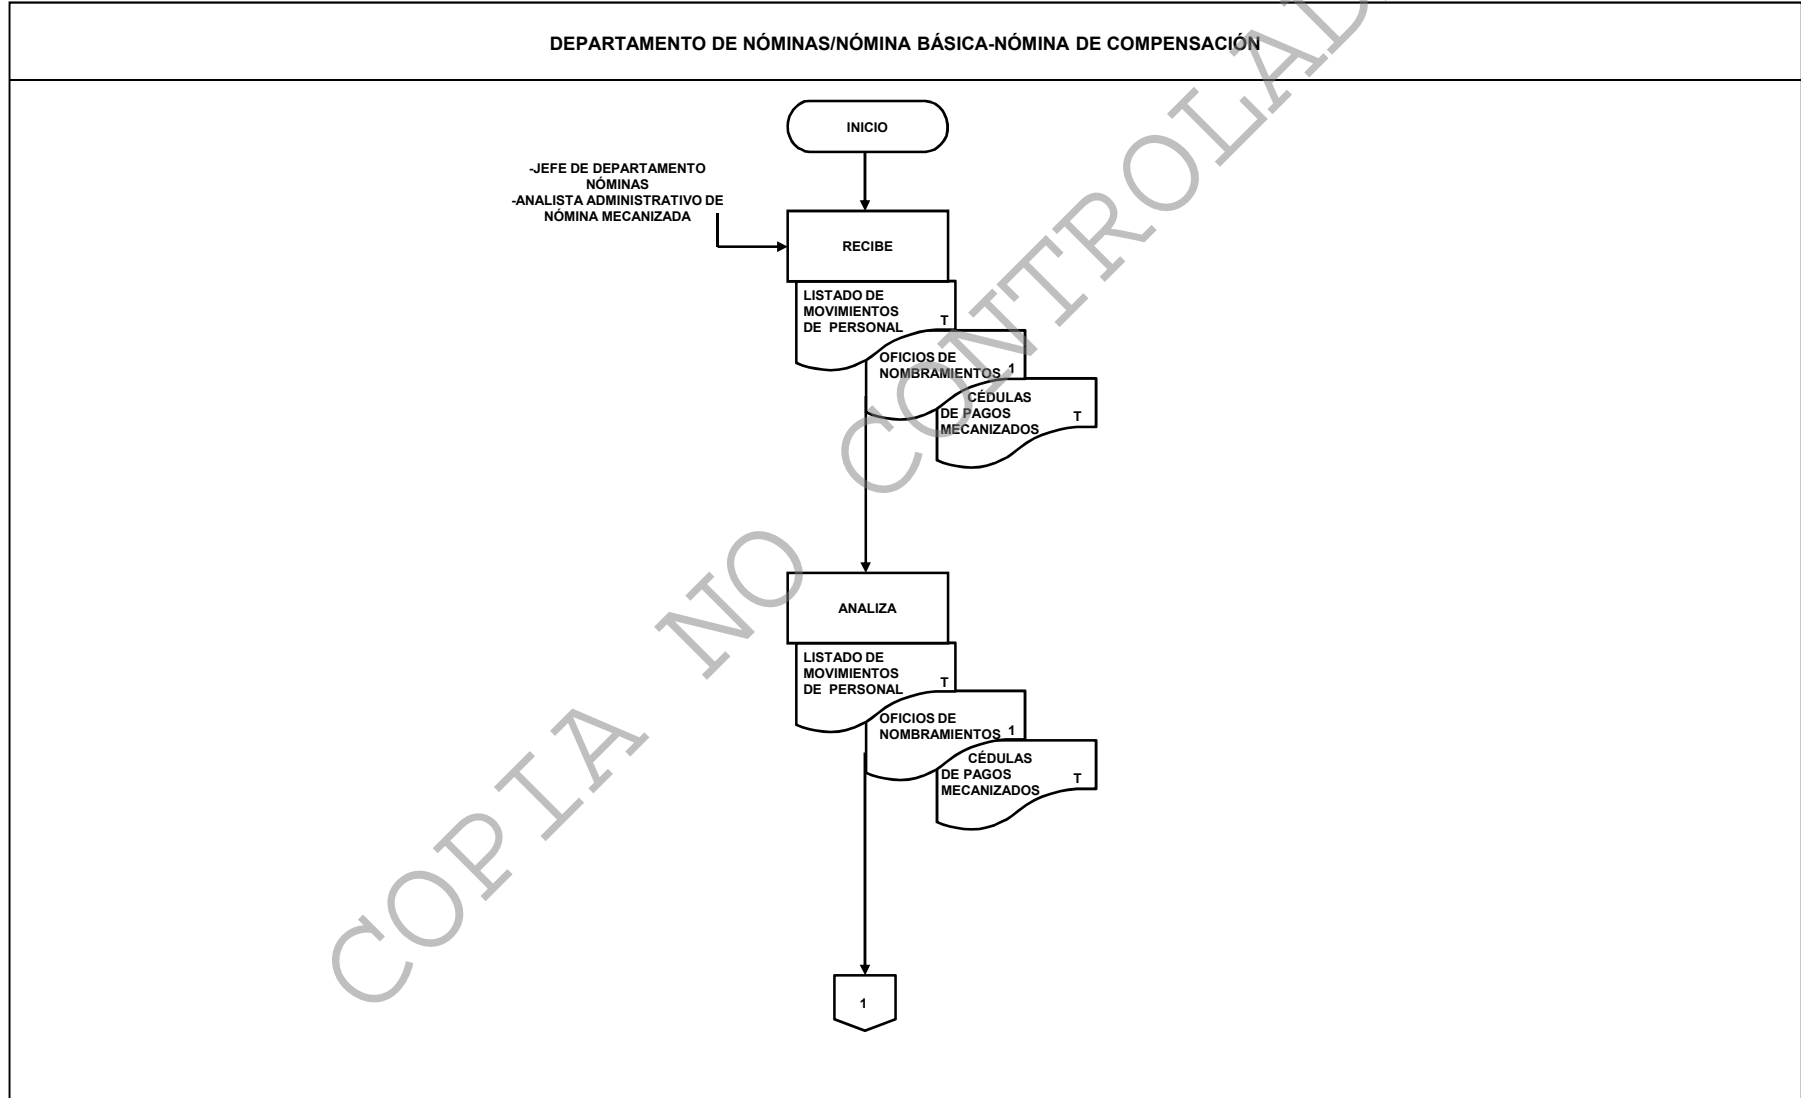 DEPARTAMENTO DE NÓMINAS/NÓMINA BÁSICA-NÓMINA DE COMPENSACIÓN
INICIO
-JEFE DE DEPARTAMENTO
NÓMINAS
-ANALISTA ADMINISTRATIVO DE
NÓMINA MECANIZADA
RECIBE
LISTADO DE
MOVIMIENTOS
DE PERSONAL T
OFICIOS DE
NOMBRAMIENTOS 1
CÉDULAS
DE PAGOS T
MECANIZADOS
ANALIZA
LISTADO DE
MOVIMIENTOS
DE PERSONAL T
OFICIOS DE
NOMBRAMIENTOS 1
CÉDULAS
DE PAGOS T
MECANIZADOS
1
COPIA NO CONTROLAD